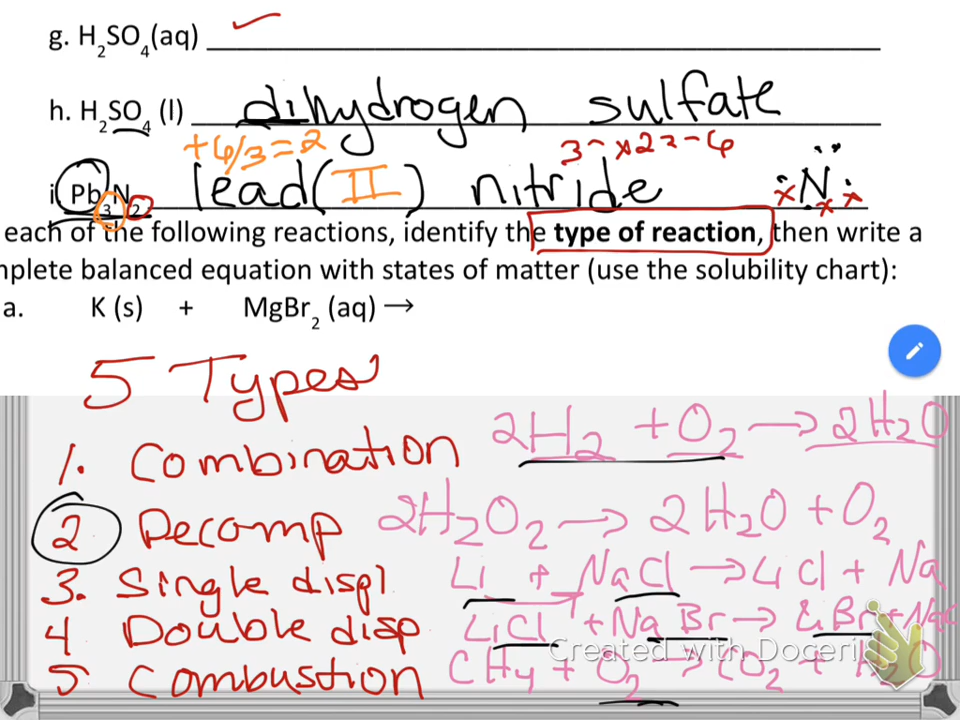 g. H₂SO₄(aq)
h. H₂SO₄ (l) dihydrogen sulfate
+6/3=2 3- x2=-6
i. Pb₃N₂ lead(II) nitride N
each of the following reactions, identify the type of reaction, then write a
mplete balanced equation with states of matter (use the solubility chart):
a. K (s) + MgBr₂ (aq) →
5 Types
1. Combination 2H₂ + O₂ → 2H₂O
2 Decomp 2H₂O₂ → 2H₂O + O₂
3. Single displ Li + NaCl → LiCl + Na
4 Double disp LiCl + NaBr → LiBr + NaCl
Created with Doceri
5 Combustion CH₄ + O₂ → CO₂ + H₂O